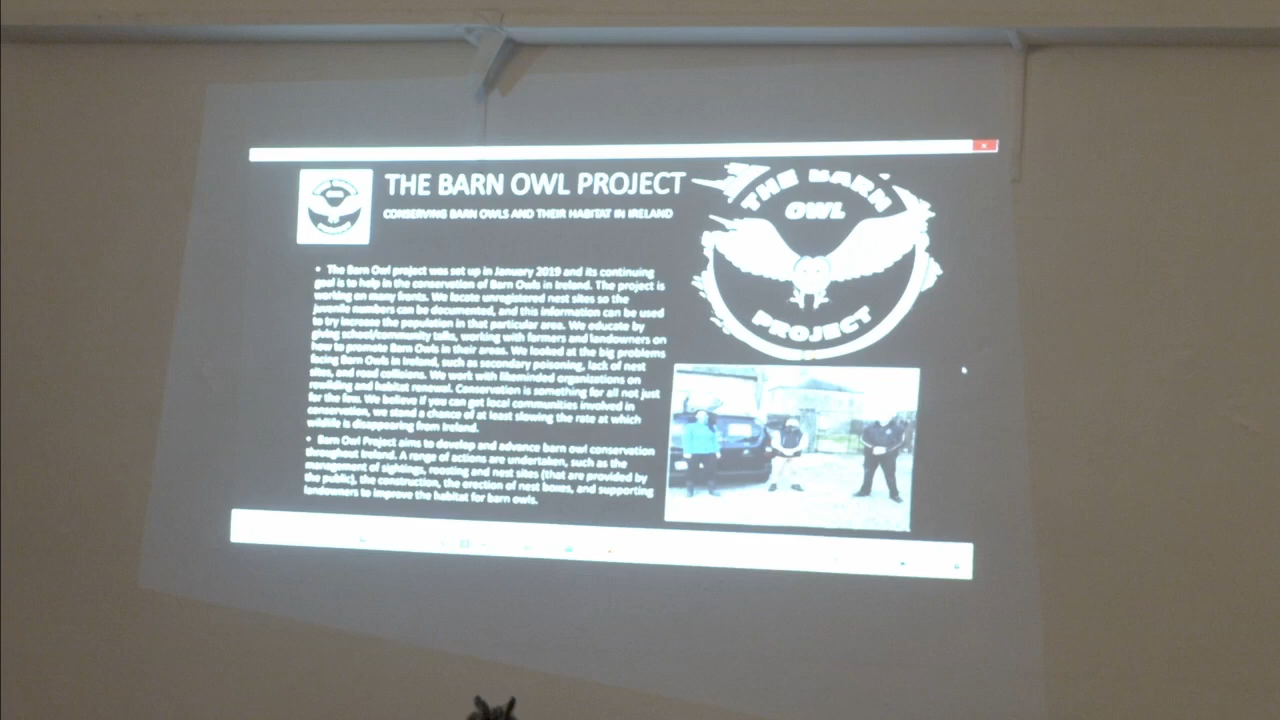 THE BARN OWL PROJECT
CONSERVING BARN OWLS AND THEIR HABITAT IN IRELAND
THE BARN
OWL
PROJECT
• The Barn Owl project was set up in January 2019 and its continuing
goal is to help in the conservation of Barn Owls in Ireland. The project is
working on many fronts. We locate unregistered nest sites so the
juvenile numbers can be documented, and this information can be used
to try increase the population in that particular area. We educate by
giving school/community talks, working with farmers and landowners on
how to promote Barn Owls in their areas. We looked at the big problems
facing Barn Owls in Ireland, such as secondary poisoning, lack of nest
sites, and road collisions. We work with likeminded organizations on
rewilding and habitat renewal. Conservation is something for all not just
for the few. We believe if you can get local communities involved in
conservation, we stand a chance of at least slowing the rate at which
wildlife is disappearing from Ireland.
• Barn Owl Project aims to develop and advance barn owl conservation
throughout Ireland. A range of actions are undertaken, such as the
management of sightings, roosting and nest sites (that are provided by
the public), the construction, the erection of nest boxes, and supporting
landowners to improve the habitat for barn owls.